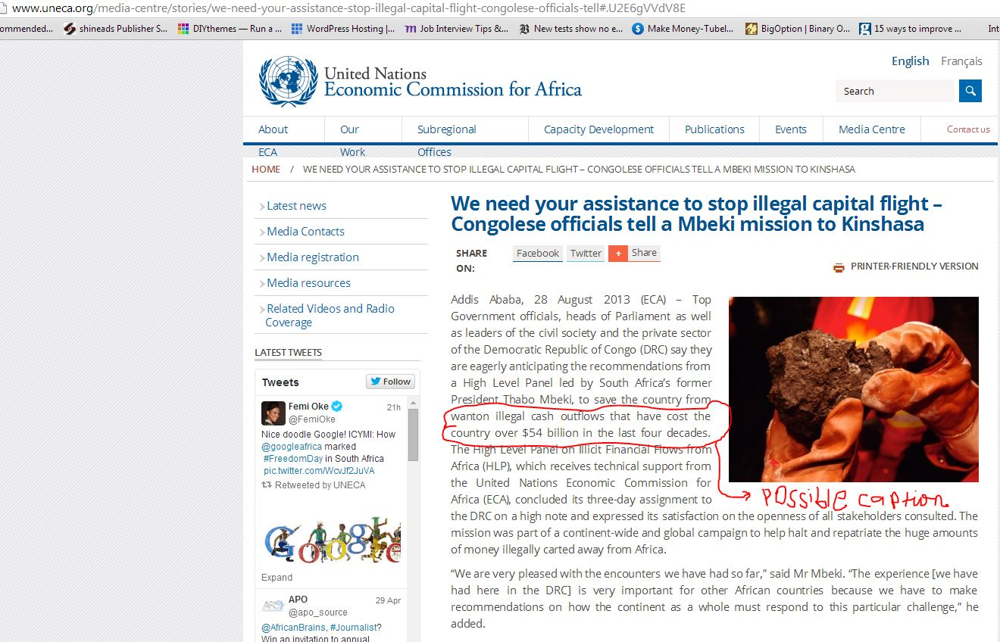 www.uneca.org/media-centre/stories/we-need-your-assistance-stop-illegal-capital-flight-congolese-officials-tell#.U2E6gVVdV8E
ommended... shineads Publisher S... DIYthemes — Run a ... WordPress Hosting |... Job Interview Tips &... New tests show no e... Make Money-Tubel... BigOption | Binary O... 15 ways to improve ... Int
English Français
United Nations
Economic Commission for Africa
Search
About Our Subregional Capacity Development Publications Events Media Centre Contact us
ECA Work Offices
HOME / WE NEED YOUR ASSISTANCE TO STOP ILLEGAL CAPITAL FLIGHT – CONGOLESE OFFICIALS TELL A MBEKI MISSION TO KINSHASA
Latest news
Media Contacts
Media registration
Media resources
Related Videos and Radio
Coverage
LATEST TWEETS
Tweets Follow
Femi Oke 21h
@FemiOke
Nice doodle Google! ICYMI: How
@googleafrica marked
#FreedomDay in South Africa
pic.twitter.com/WcvJf2JuVA
Retweeted by UNECA
Google
Expand
APO 29 Apr
@apo_source
@AfricanBrains, #Journalist?
Win an invitation to annual
We need your assistance to stop illegal capital flight –
Congolese officials tell a Mbeki mission to Kinshasa
SHARE
ON:
Facebook Twitter + Share
PRINTER-FRIENDLY VERSION
Addis Ababa, 28 August 2013 (ECA) – Top
Government officials, heads of Parliament as well
as leaders of the civil society and the private sector
of the Democratic Republic of Congo (DRC) say they
are eagerly anticipating the recommendations from
a High Level Panel led by South Africa's former
President Thabo Mbeki, to save the country from
wanton illegal cash outflows that have cost the
country over $54 billion in the last four decades.
The High Level Panel on Illicit Financial Flows from
Africa (HLP), which receives technical support from
the United Nations Economic Commission for
Africa (ECA), concluded its three-day assignment to
the DRC on a high note and expressed its satisfaction on the openness of all stakeholders consulted. The
mission was part of a continent-wide and global campaign to help halt and repatriate the huge amounts
of money illegally carted away from Africa.
POSSIBLE caption
“We are very pleased with the encounters we have had so far,” said Mr Mbeki. “The experience [we have
had here in the DRC] is very important for other African countries because we have to make
recommendations on how the continent as a whole must respond to this particular challenge,” he
added.